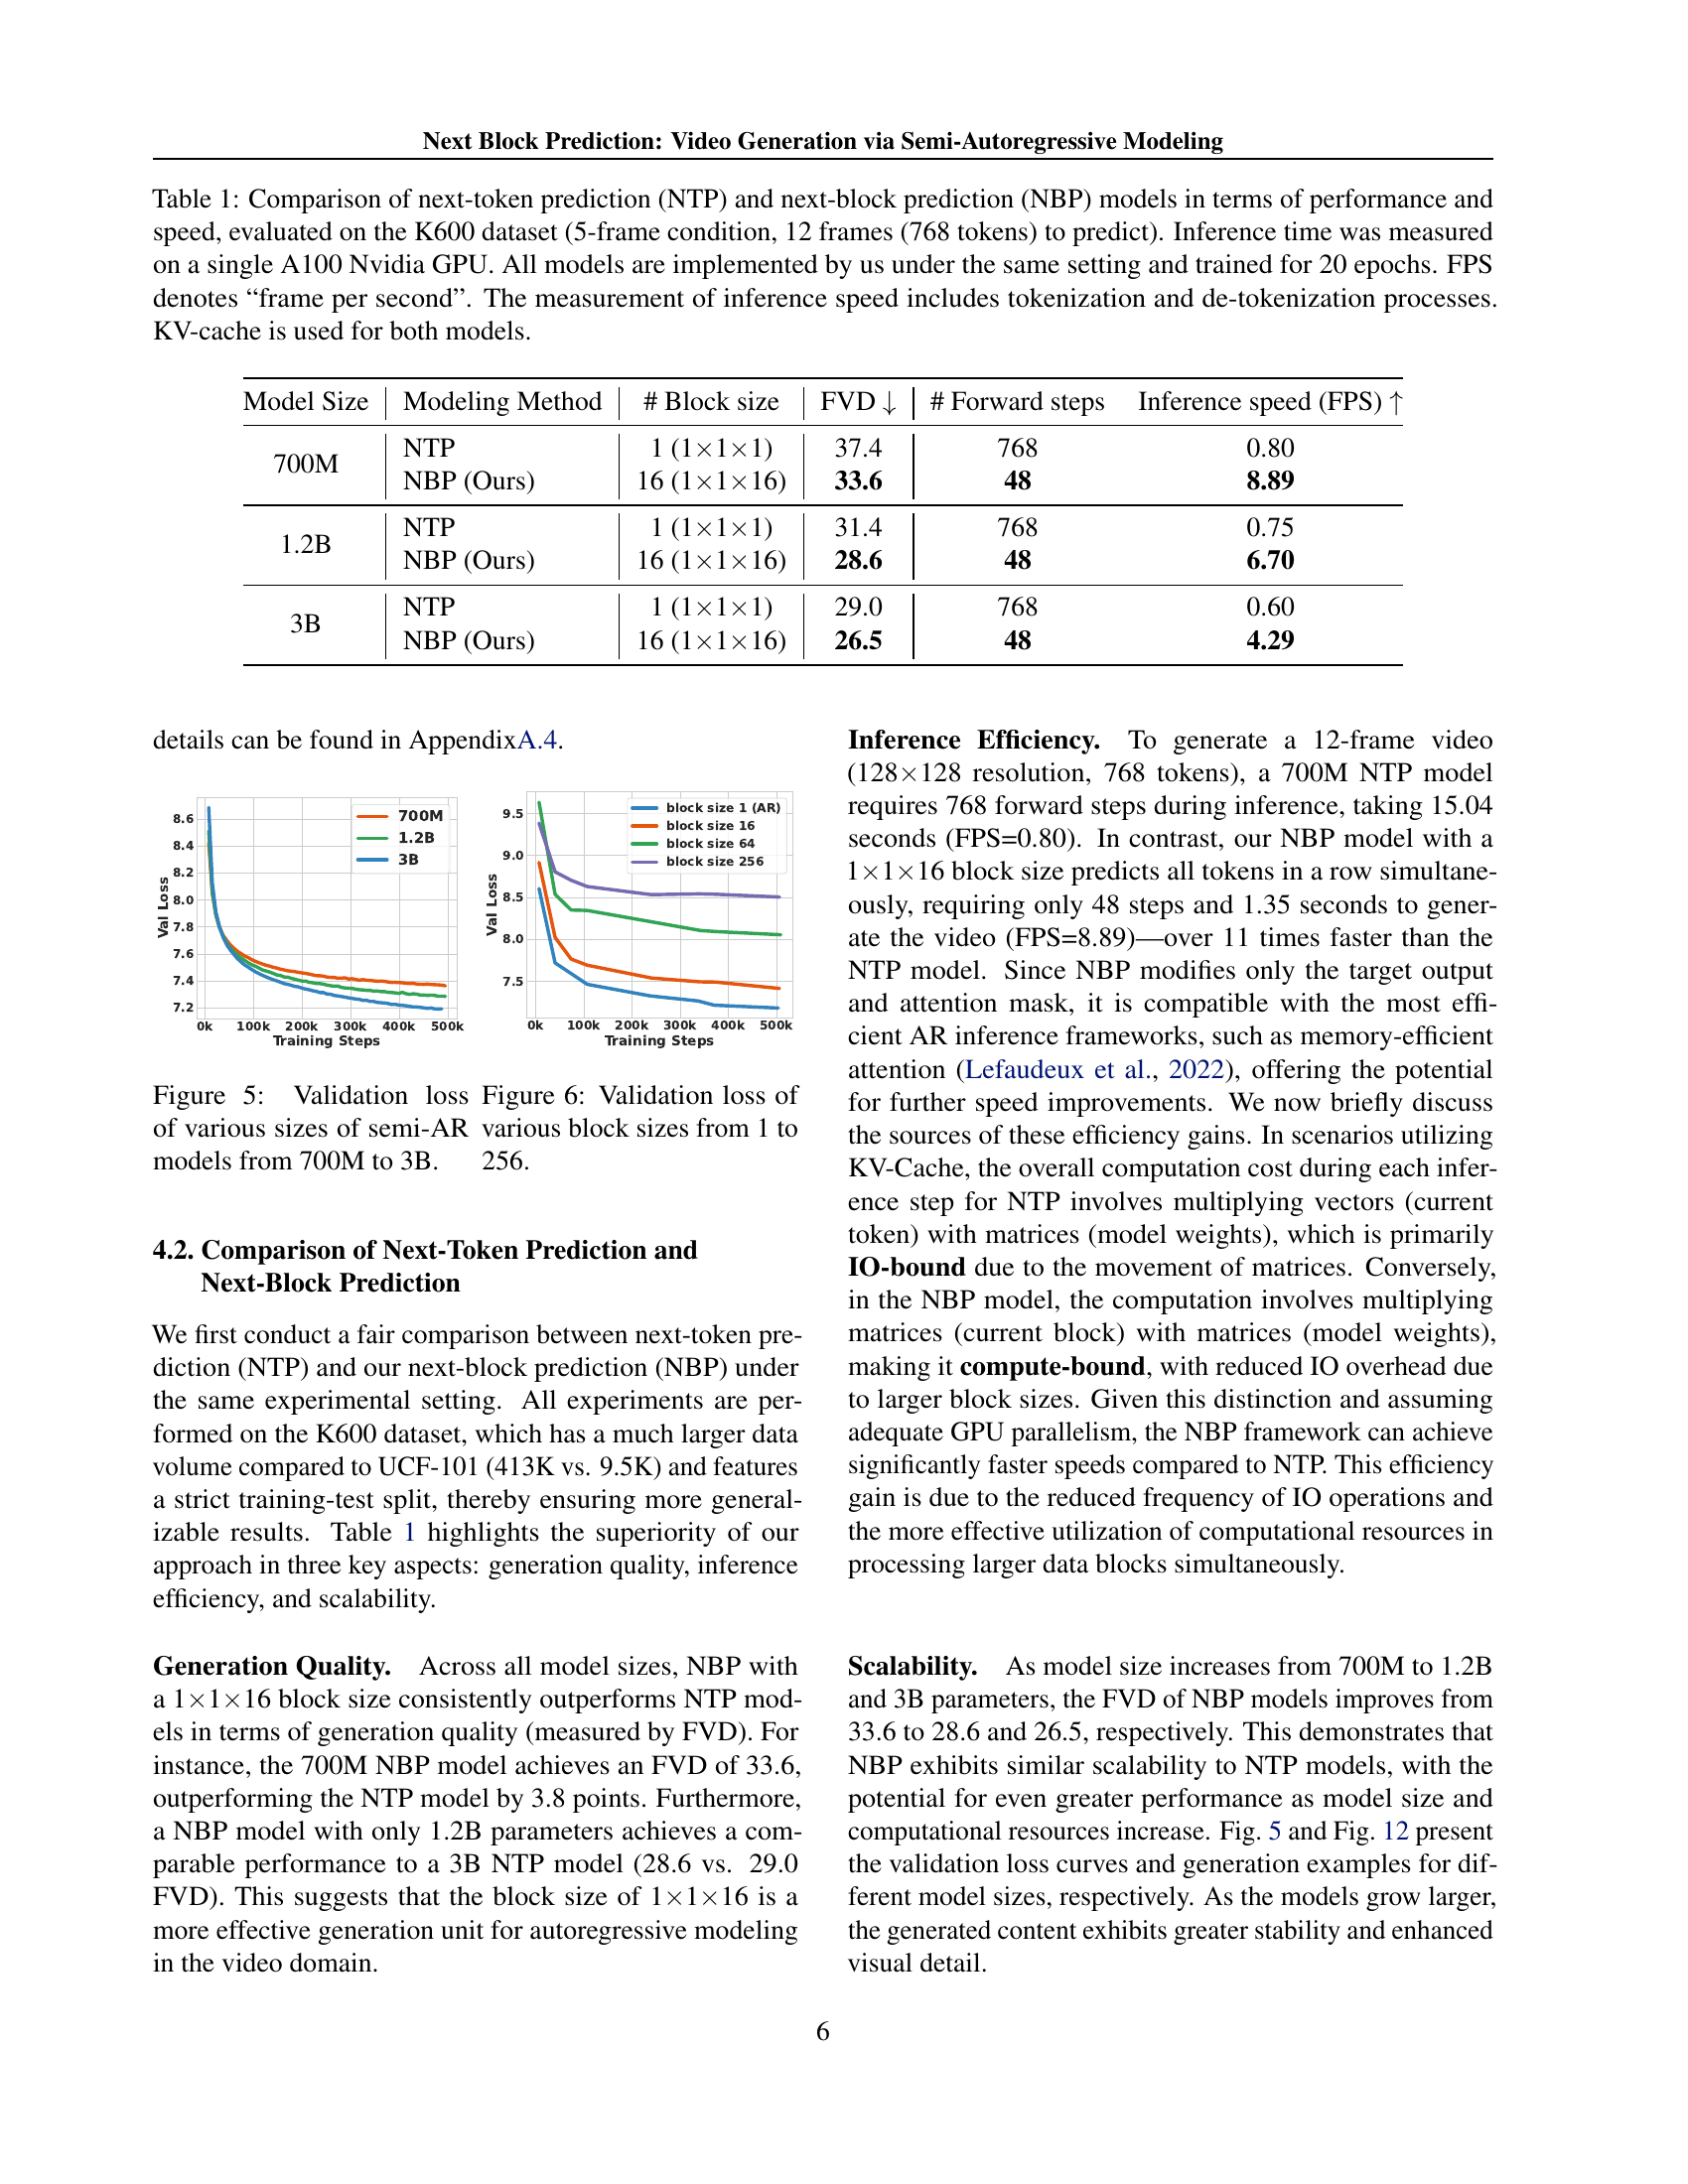 Next Block Prediction: Video Generation via Semi-Autoregressive Modeling
Table 1: Comparison of next-token prediction (NTP) and next-block prediction (NBP) models in terms of performance and
speed, evaluated on the K600 dataset (5-frame condition, 12 frames (768 tokens) to predict). Inference time was measured
on a single A100 Nvidia GPU. All models are implemented by us under the same setting and trained for 20 epochs. FPS
denotes “frame per second”. The measurement of inference speed includes tokenization and de-tokenization processes.
KV-cache is used for both models.
Model Size Modeling Method # Block size FVD ↓ # Forward steps Inference speed (FPS) ↑
700M
NTP 1 (1×1×1) 37.4 768 0.80
NBP (Ours) 16 (1×1×16) 33.6 48 8.89
1.2B
NTP 1 (1×1×1) 31.4 768 0.75
NBP (Ours) 16 (1×1×16) 28.6 48 6.70
3B
NTP 1 (1×1×1) 29.0 768 0.60
NBP (Ours) 16 (1×1×16) 26.5 48 4.29
details can be found in AppendixA.4.
8.6
8.4
8.2
8.0
7.8
7.6
7.4
7.2
Val Loss
700M
1.2B
3B
0k 100k 200k 300k 400k 500k
Training Steps
9.5
9.0
8.5
8.0
7.5
Val Loss
block size 1 (AR)
block size 16
block size 64
block size 256
0k 100k 200k 300k 400k 500k
Training Steps
Figure 5: Validation loss
of various sizes of semi-AR
models from 700M to 3B.
Figure 6: Validation loss of
various block sizes from 1 to
256.
4.2. Comparison of Next-Token Prediction and
Next-Block Prediction
We first conduct a fair comparison between next-token pre-
diction (NTP) and our next-block prediction (NBP) under
the same experimental setting. All experiments are per-
formed on the K600 dataset, which has a much larger data
volume compared to UCF-101 (413K vs. 9.5K) and features
a strict training-test split, thereby ensuring more general-
izable results. Table 1 highlights the superiority of our
approach in three key aspects: generation quality, inference
efficiency, and scalability.
Generation Quality. Across all model sizes, NBP with
a 1×1×16 block size consistently outperforms NTP mod-
els in terms of generation quality (measured by FVD). For
instance, the 700M NBP model achieves an FVD of 33.6,
outperforming the NTP model by 3.8 points. Furthermore,
a NBP model with only 1.2B parameters achieves a com-
parable performance to a 3B NTP model (28.6 vs. 29.0
FVD). This suggests that the block size of 1×1×16 is a
more effective generation unit for autoregressive modeling
in the video domain.
Inference Efficiency. To generate a 12-frame video
(128×128 resolution, 768 tokens), a 700M NTP model
requires 768 forward steps during inference, taking 15.04
seconds (FPS=0.80). In contrast, our NBP model with a
1×1×16 block size predicts all tokens in a row simultane-
ously, requiring only 48 steps and 1.35 seconds to gener-
ate the video (FPS=8.89)—over 11 times faster than the
NTP model. Since NBP modifies only the target output
and attention mask, it is compatible with the most effi-
cient AR inference frameworks, such as memory-efficient
attention (Lefaudeux et al., 2022), offering the potential
for further speed improvements. We now briefly discuss
the sources of these efficiency gains. In scenarios utilizing
KV-Cache, the overall computation cost during each infer-
ence step for NTP involves multiplying vectors (current
token) with matrices (model weights), which is primarily
IO-bound due to the movement of matrices. Conversely,
in the NBP model, the computation involves multiplying
matrices (current block) with matrices (model weights),
making it compute-bound, with reduced IO overhead due
to larger block sizes. Given this distinction and assuming
adequate GPU parallelism, the NBP framework can achieve
significantly faster speeds compared to NTP. This efficiency
gain is due to the reduced frequency of IO operations and
the more effective utilization of computational resources in
processing larger data blocks simultaneously.
Scalability. As model size increases from 700M to 1.2B
and 3B parameters, the FVD of NBP models improves from
33.6 to 28.6 and 26.5, respectively. This demonstrates that
NBP exhibits similar scalability to NTP models, with the
potential for even greater performance as model size and
computational resources increase. Fig. 5 and Fig. 12 present
the validation loss curves and generation examples for dif-
ferent model sizes, respectively. As the models grow larger,
the generated content exhibits greater stability and enhanced
visual detail.
6